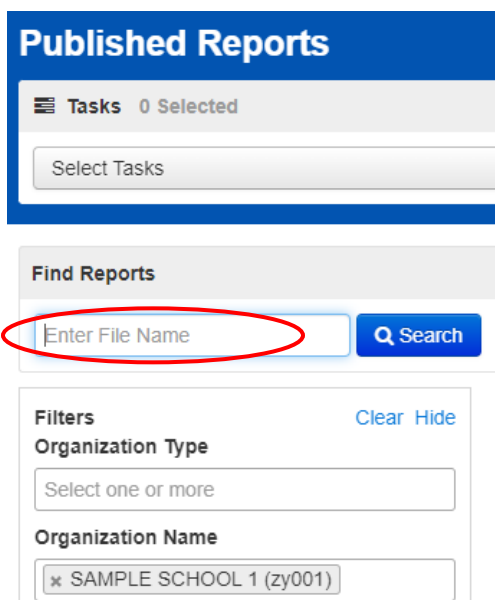 Published Reports
Tasks 0 Selected
Select Tasks
Find Reports
Enter File Name
Search
Filters Clear Hide
Organization Type
Select one or more
Organization Name
× SAMPLE SCHOOL 1 (zy001)